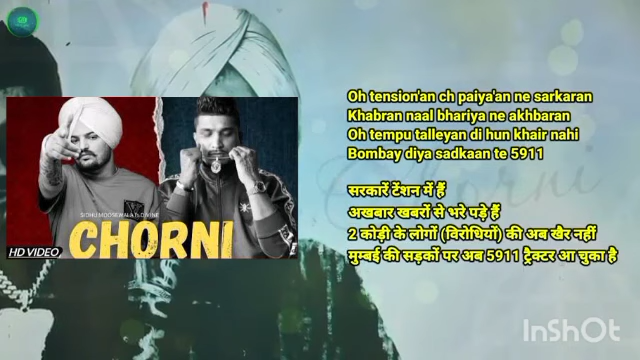 Oh tension'an ch paiya'an ne sarkaran
Khabran naal bhariya ne akhbaran
Oh tempu talleyan di hun khair nahi
Bombay diya sadkaan te 5911
सरकारें टेंशन में हैं
अखबार खबरों से भरे पड़े हैं
2 कोड़ी के लोगों (विरोधियों) की अब खैर नहीं
मुम्बई की सड़कों पर अब 5911 ट्रैक्टर आ चुका है
SIDHU MOOSE WALA ft. DIVINE
CHORNI
HD VIDEO
InShOt